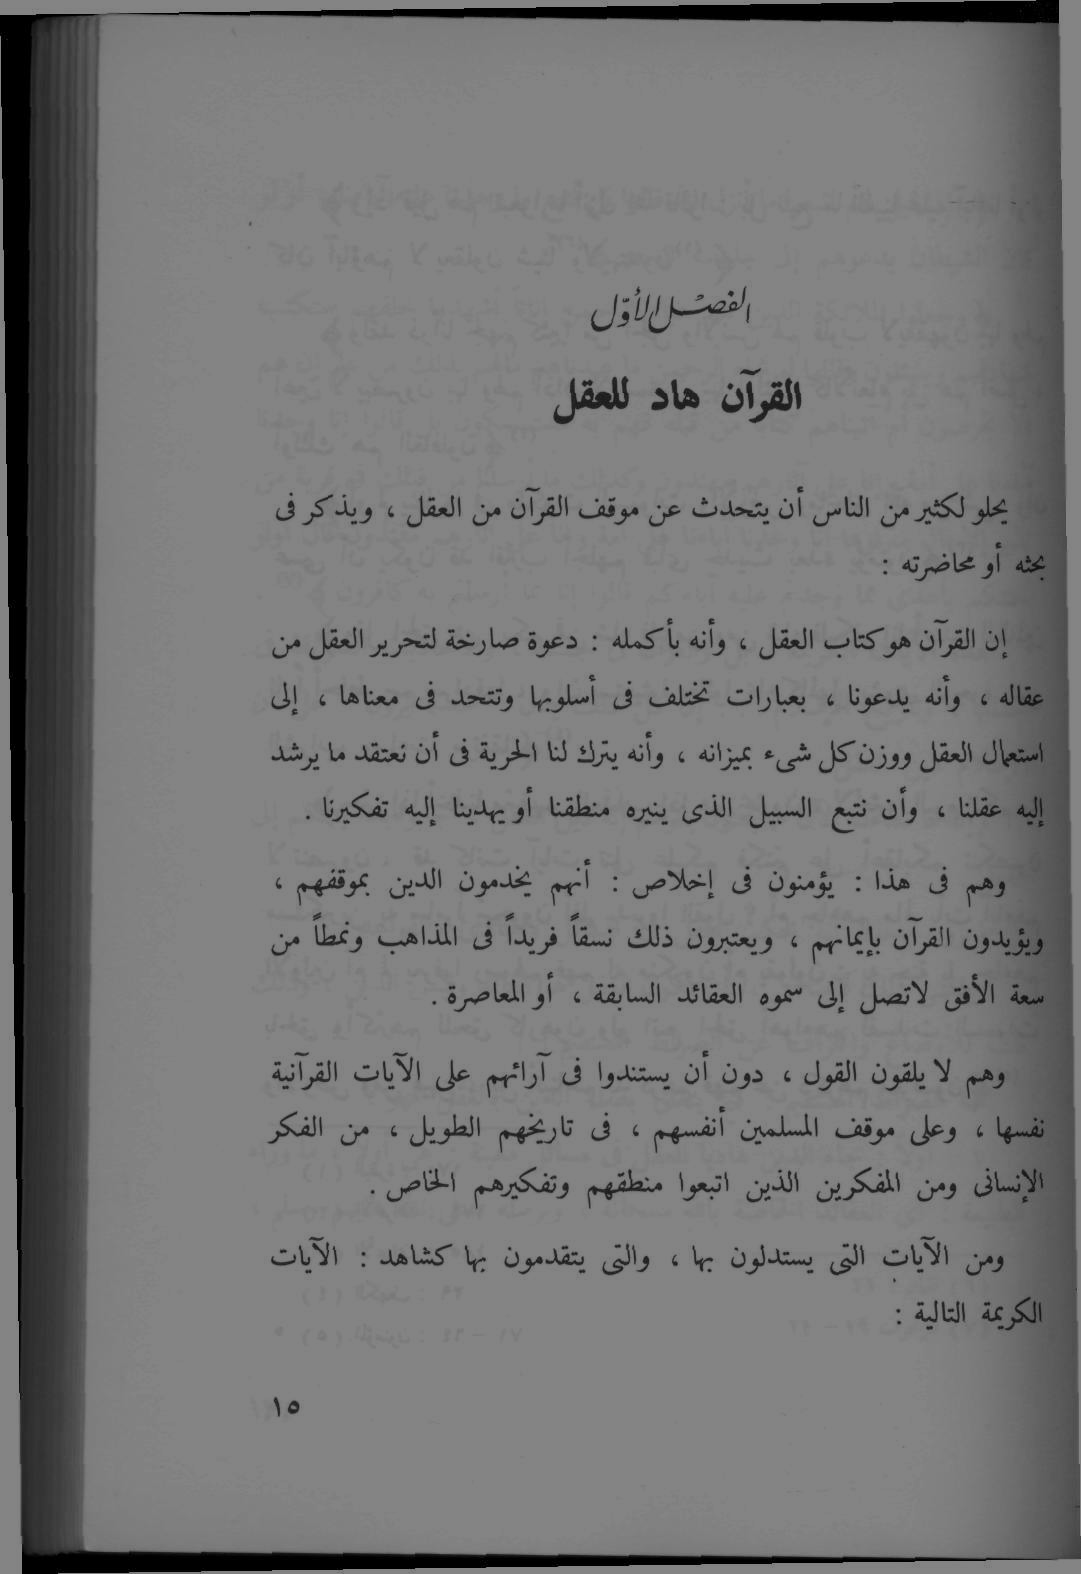 الفصل الأوّل
القرآن هاد للعقل
يحلو لكثير من الناس أن يتحدث عن موقف القرآن من العقل ، ويذكر فى
بحثه أو محاضرته :
إن القرآن هو كتاب العقل ، وأنه بأكمله : دعوة صارخة لتحرير العقل من
عقاله ، وأنه يدعونا ، بعبارات تختلف فى أسلوبها وتتحد فى معناها ، إلى
استعمال العقل ووزن كل شىء بميزانه ، وأنه يترك لنا الحرية فى أن نعتقد ما يرشد
إليه عقلنا ، وأن نتبع السبيل الذى ينيره منطقنا أو يهدينا إليه تفكيرنا .
وهم فى هذا : يؤمنون فى إخلاص : أنهم يخدمون الدين بموقفهم ،
ويؤيدون القرآن بإيمانهم ، ويعتبرون ذلك نسقاً فريداً فى المذاهب ونمطاً من
سعة الأفق لاتصل إلى سموه العقائد السابقة ، أو المعاصرة .
وهم لا يلقون القول ، دون أن يستندوا فى آرائهم على الآيات القرآنية
نفسها ، وعلى موقف المسلمين أنفسهم ، فى تاريخهم الطويل ، من الفكر
الإنسانى ومن المفكرين الذين اتبعوا منطقهم وتفكيرهم الخاص .
ومن الآيات التى يستدلون بها ، والتى يتقدمون بها كشاهد : الآيات
الكريمة التالية :
١٥